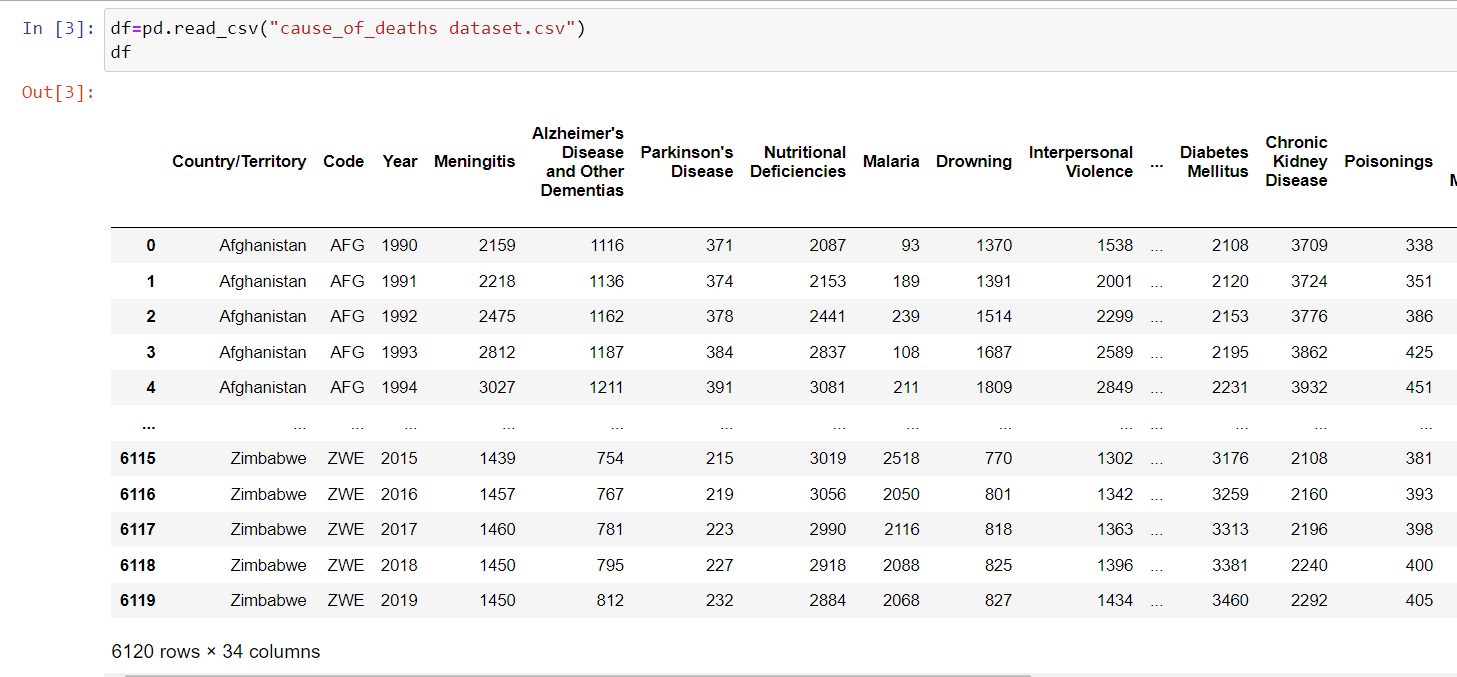 In [3]: df=pd.read_csv("cause_of_deaths dataset.csv")
df
Out[3]:
Country/Territory Code Year Meningitis Alzheimer's Disease and Other Dementias Parkinson's Disease Nutritional Deficiencies Malaria Drowning Interpersonal Violence ... Diabetes Mellitus Chronic Kidney Disease Poisonings
0 Afghanistan AFG 1990 2159 1116 371 2087 93 1370 1538 ... 2108 3709 338
1 Afghanistan AFG 1991 2218 1136 374 2153 189 1391 2001 ... 2120 3724 351
2 Afghanistan AFG 1992 2475 1162 378 2441 239 1514 2299 ... 2153 3776 386
3 Afghanistan AFG 1993 2812 1187 384 2837 108 1687 2589 ... 2195 3862 425
4 Afghanistan AFG 1994 3027 1211 391 3081 211 1809 2849 ... 2231 3932 451
... ... ... ... ... ... ... ... ... ... ... ... ... ... ...
6115 Zimbabwe ZWE 2015 1439 754 215 3019 2518 770 1302 ... 3176 2108 381
6116 Zimbabwe ZWE 2016 1457 767 219 3056 2050 801 1342 ... 3259 2160 393
6117 Zimbabwe ZWE 2017 1460 781 223 2990 2116 818 1363 ... 3313 2196 398
6118 Zimbabwe ZWE 2018 1450 795 227 2918 2088 825 1396 ... 3381 2240 400
6119 Zimbabwe ZWE 2019 1450 812 232 2884 2068 827 1434 ... 3460 2292 405
6120 rows × 34 columns